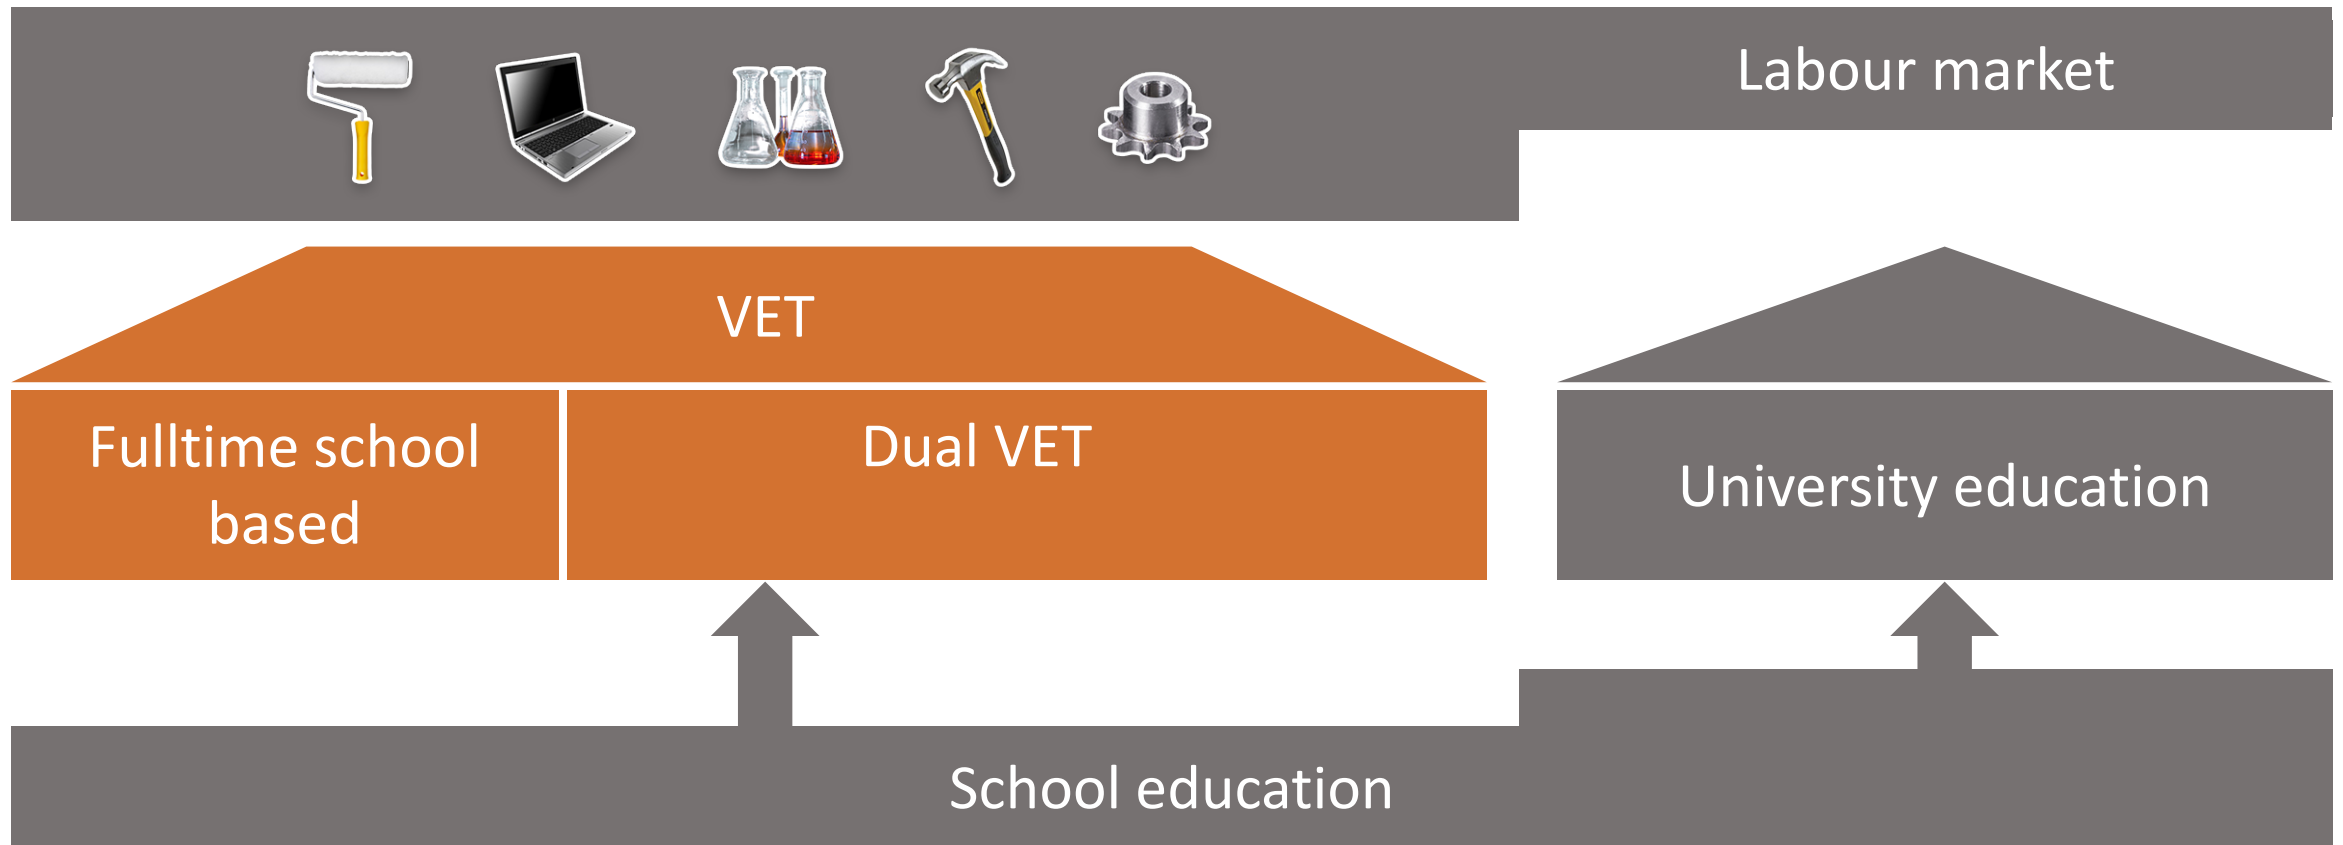 Labour market
VET
Fulltime school
based
Dual VET
University education
School education